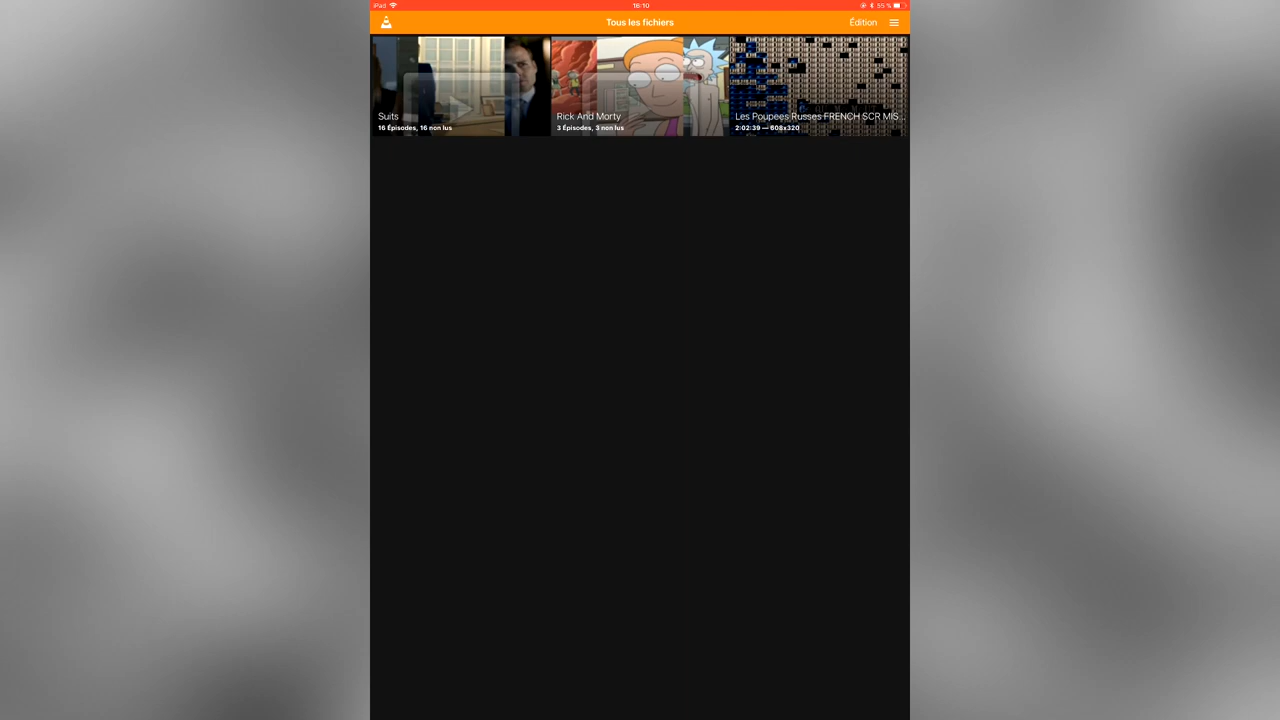 iPad
18:10
55 %
Tous les fichiers
Édition
Suits
16 Épisodes, 16 non lus
Rick And Morty
3 Épisodes, 3 non lus
Les Poupees Russes FRENCH SCR MIS...
2:02:39 — 608x320